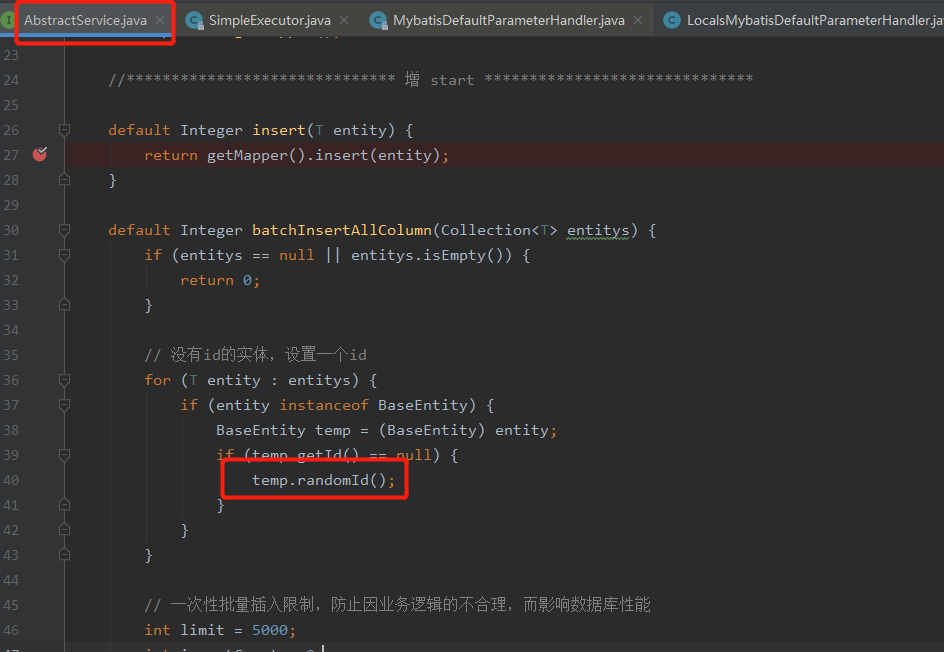 AbstractService.java SimpleExecutor.java MybatisDefaultParameterHandler.java LocalsMybatisDefaultParameterHandler.ja
23
24 //****************************** 增 start ******************************
25
26 default Integer insert(T entity) {
27 return getMapper().insert(entity);
28 }
29
30 default Integer batchInsertAllColumn(Collection<T> entitys) {
31 if (entitys == null || entitys.isEmpty()) {
32 return 0;
33 }
34
35 // 没有id的实体，设置一个id
36 for (T entity : entitys) {
37 if (entity instanceof BaseEntity) {
38 BaseEntity temp = (BaseEntity) entity;
39 if (temp.getId() == null) {
40 temp.randomId();
41 }
42 }
43 }
44
45 // 一次性批量插入限制，防止因业务逻辑的不合理，而影响数据库性能
46 int limit = 5000;